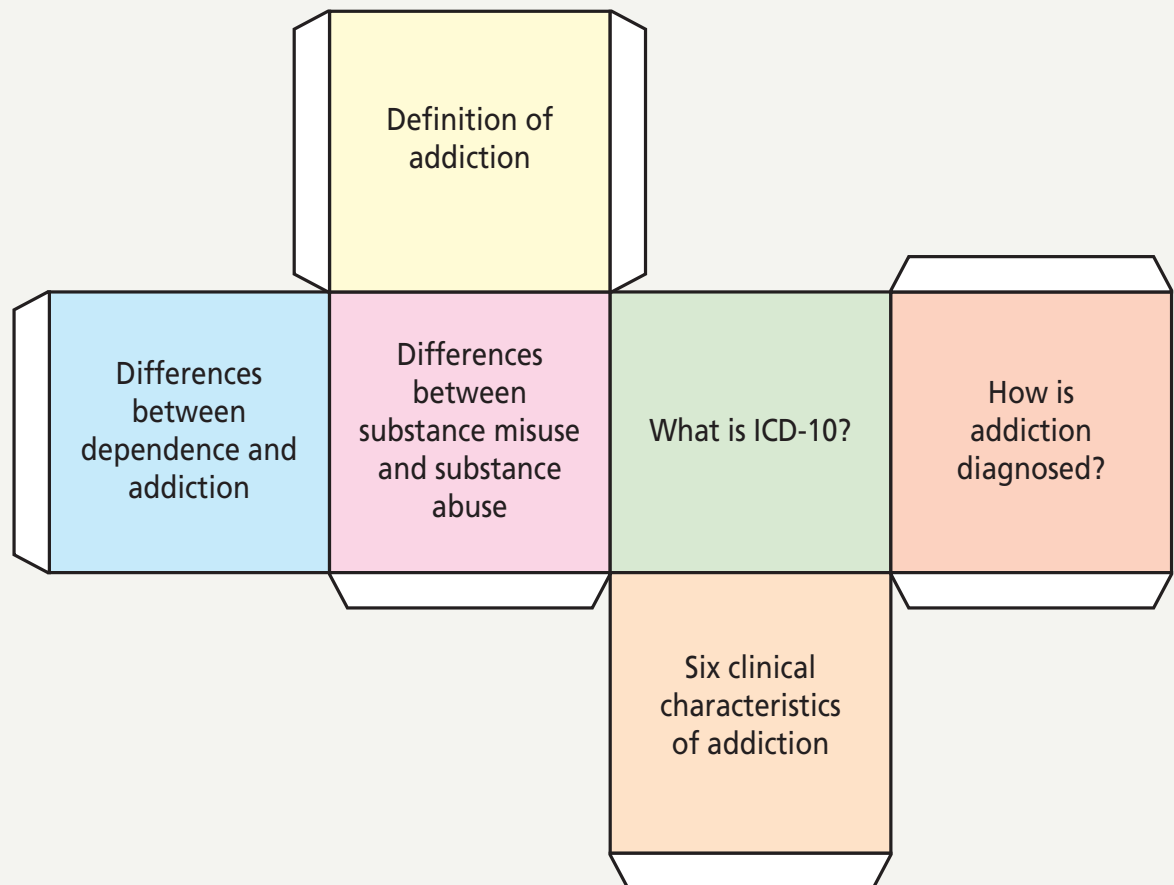 Definition of
addiction
Differences
between
dependence and
addiction
Differences
between
substance misuse
and substance
abuse
What is ICD-10?
How is
addiction
diagnosed?
Six clinical
characteristics
of addiction